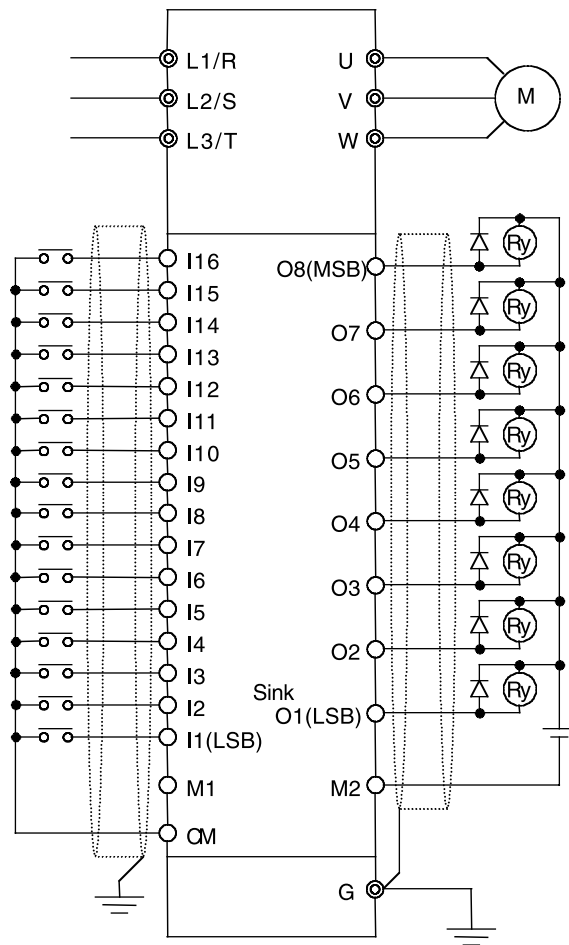 L1/R
U
L2/S
V
M
L3/T
W
Ry
I16
O8(MSB)
I15
Ry
I14
O7
I13
Ry
I12
O6
I11
Ry
I10
O5
I9
Ry
I8
O4
I7
Ry
I6
O3
I5
Ry
I4
O2
I3
Sink
Ry
I2
O1(LSB)
I1(LSB)
M1
M2
CM
G